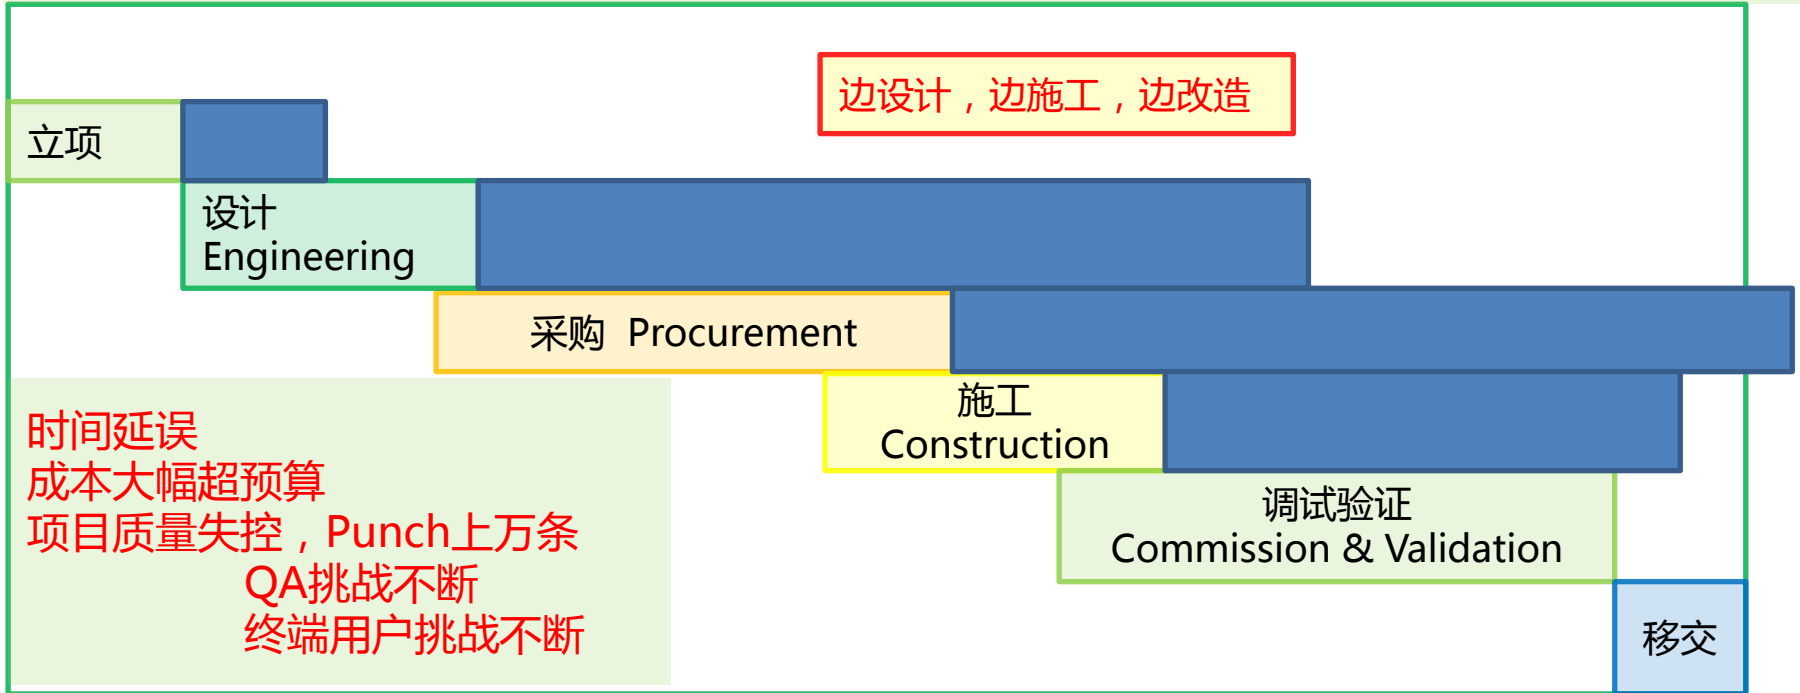 边设计，边施工，边改造
立项
设计
Engineering
采购 Procurement
施工
Construction
时间延误
成本大幅超预算
项目质量失控，Punch上万条
QA挑战不断
终端用户挑战不断
调试验证
Commission & Validation
移交